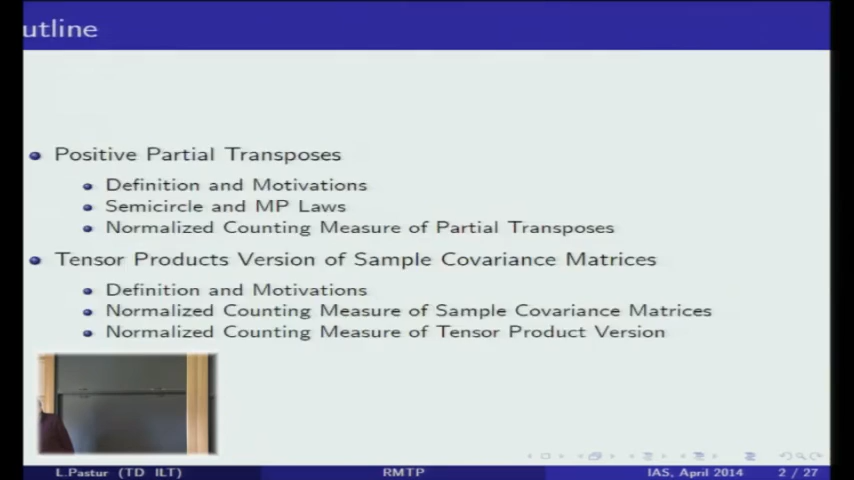 utline
Positive Partial Transposes
Definition and Motivations
Semicircle and MP Laws
Normalized Counting Measure of Partial Transposes
Tensor Products Version of Sample Covariance Matrices
Definition and Motivations
Normalized Counting Measure of Sample Covariance Matrices
Normalized Counting Measure of Tensor Product Version
L.Pastur (TD ILT) RMTP IAS, April 2014 2 / 27